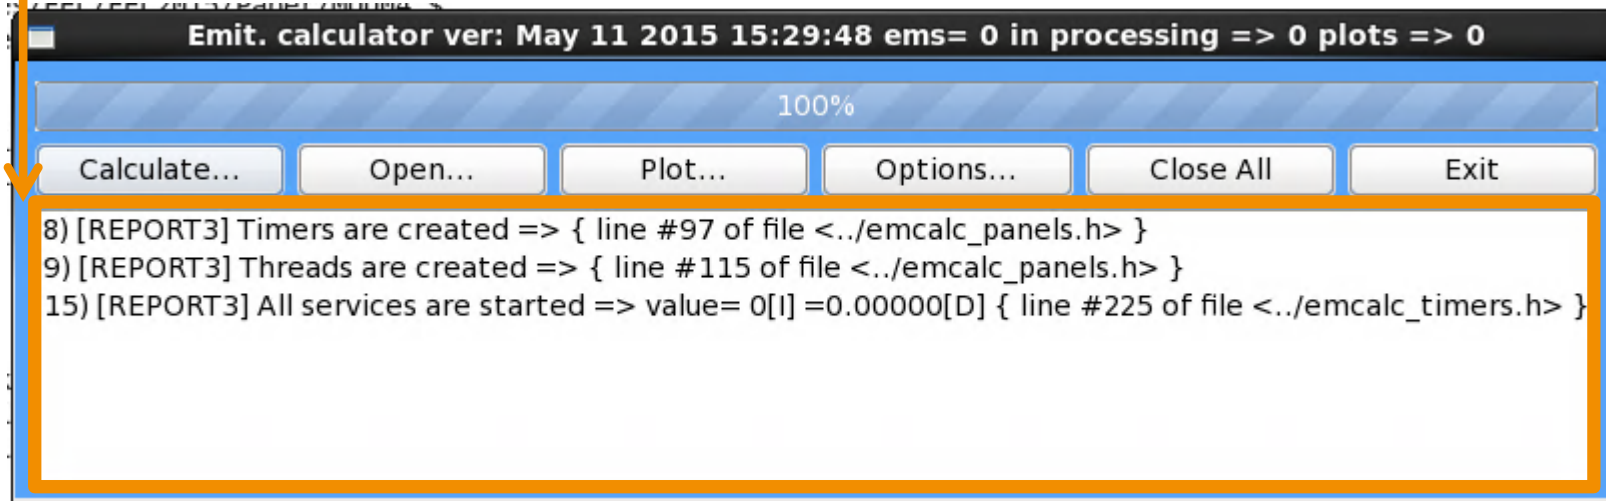 Emit. calculator ver: May 11 2015 15:29:48 ems= 0 in processing => 0 plots => 0
100%
Calculate... Open... Plot... Options... Close All Exit
8) [REPORT3] Timers are created => { line #97 of file <../emcalc_panels.h> }
9) [REPORT3] Threads are created => { line #115 of file <../emcalc_panels.h> }
15) [REPORT3] All services are started => value= 0[I] =0.00000[D] { line #225 of file <../emcalc_timers.h> }